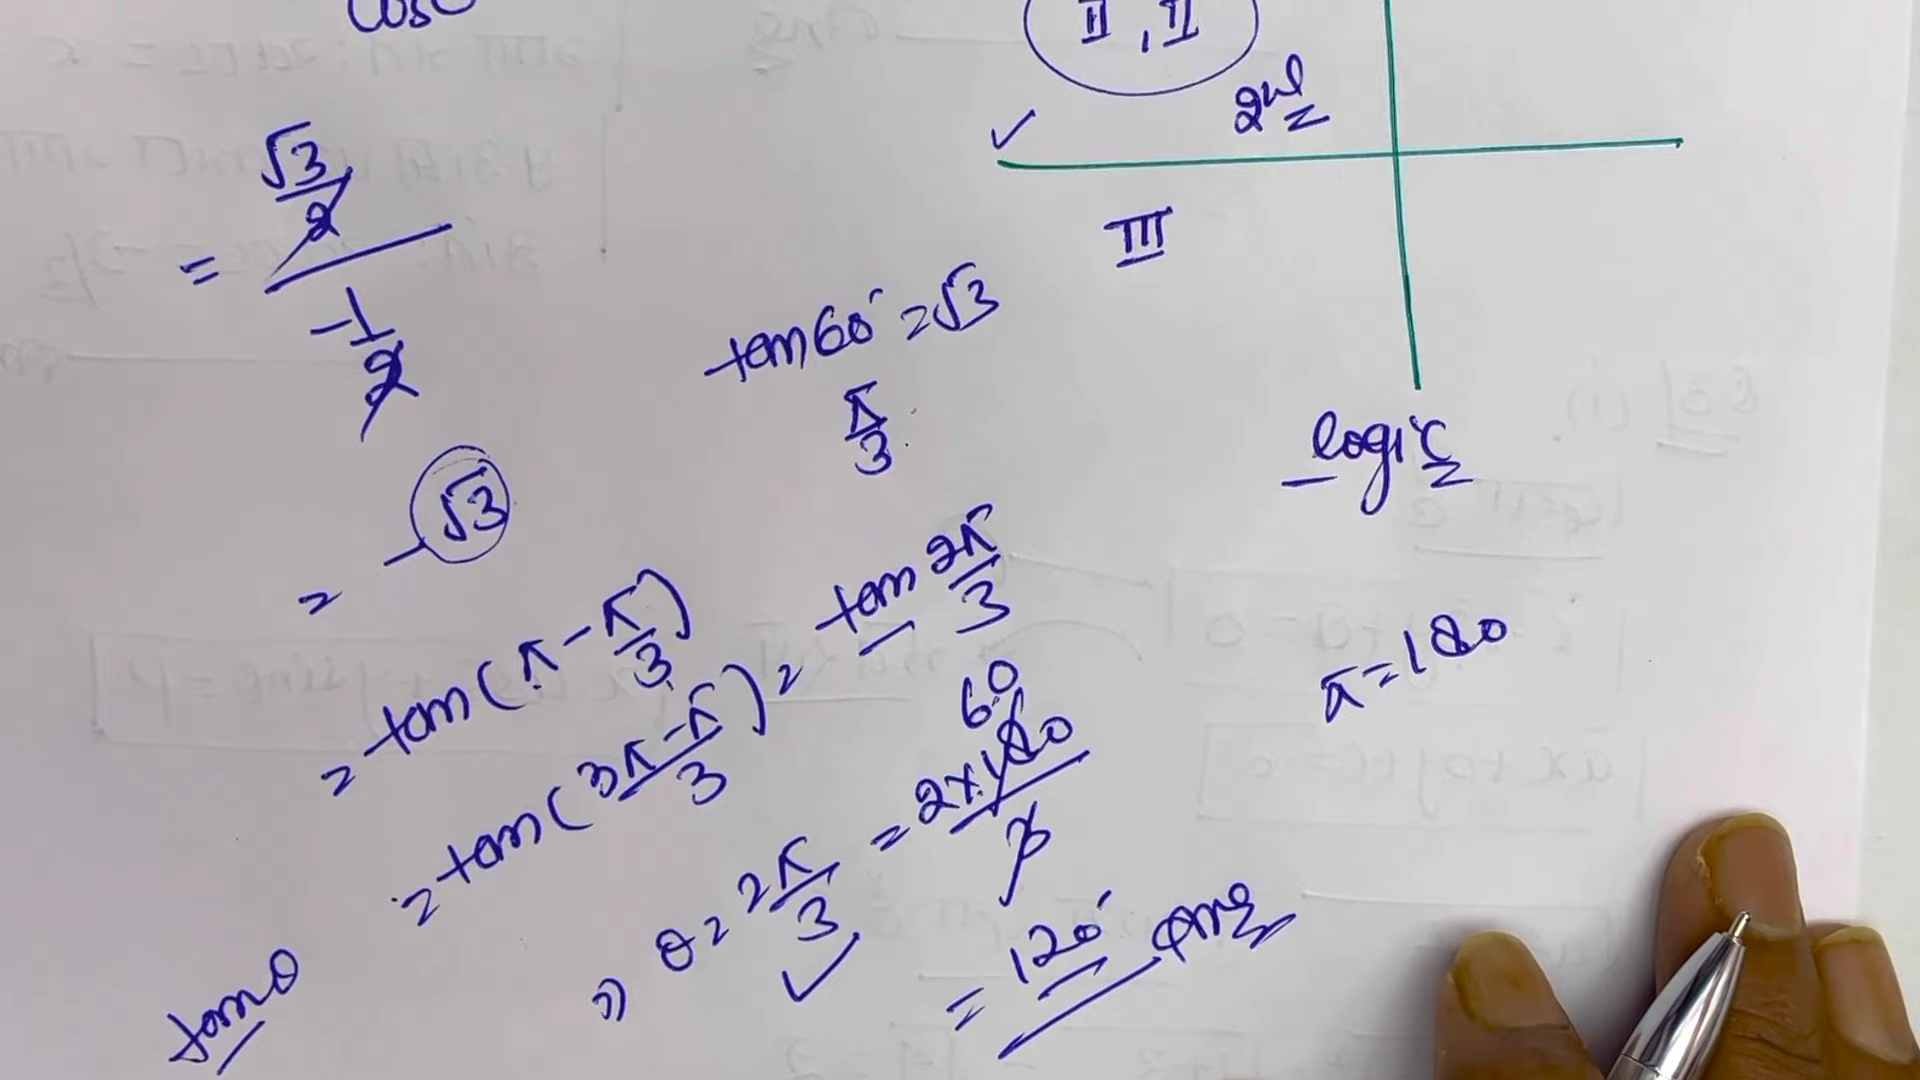 cosθ
= √3/2
-1/2
= -√3
= tan(π - π/3)
= tan(3π-π/3) = tan 2π/3
tanθ
⇒ θ = 2π/3 = 2×180/3
60
= 120° Ans
II, I
2nd
III
tan60° = √3
π/3
logic
π = 180